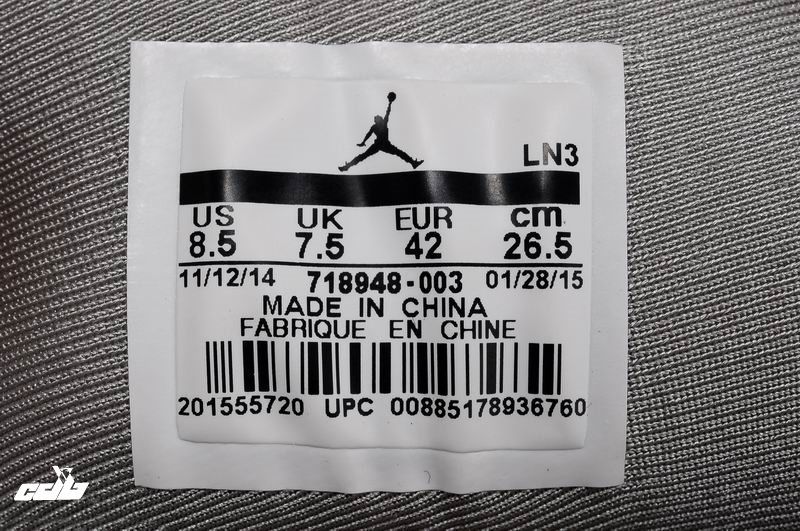 LN3
US UK EUR cm
8.5 7.5 42 26.5
11/12/14 718948-003 01/28/15
MADE IN CHINA
FABRIQUE EN CHINE
201555720 UPC 00885178936760
cdb